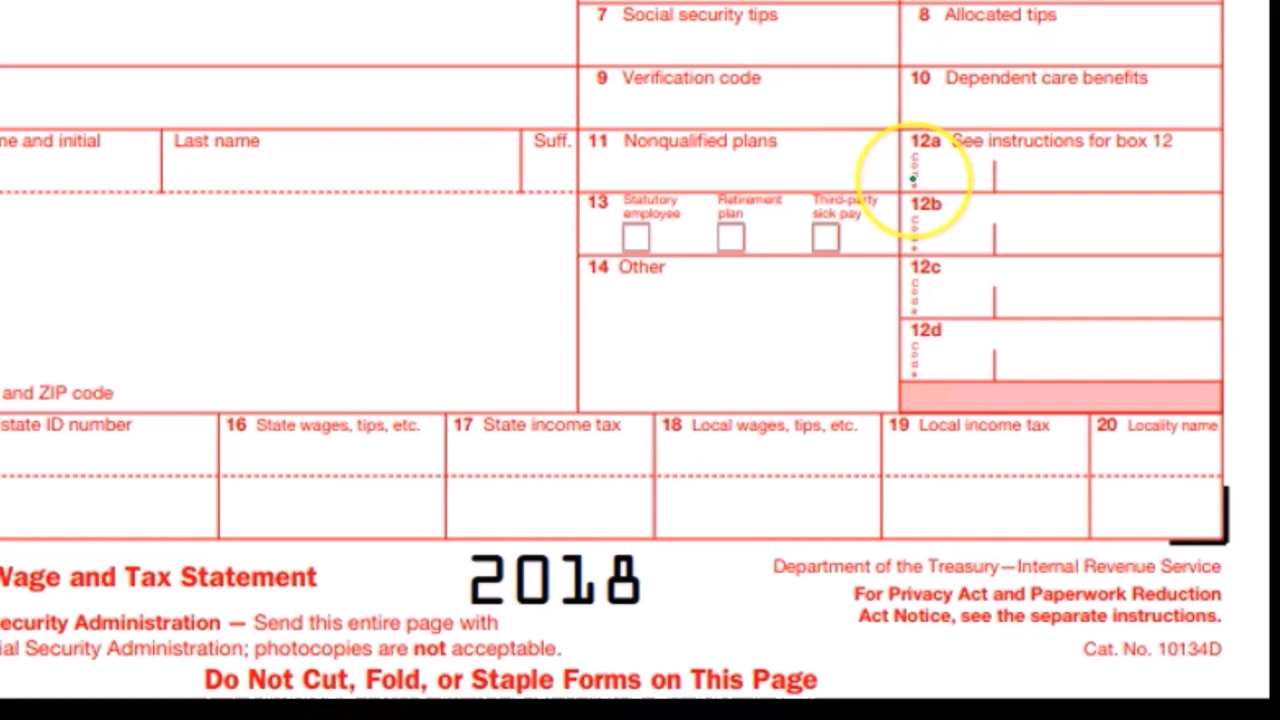 7 Social security tips
8 Allocated tips
9 Verification code
10 Dependent care benefits
ne and initial
Last name
Suff.
11 Nonqualified plans
12a See instructions for box 12
Code
13 Statutory employee
Retirement plan
Third-party sick pay
12b
Code
14 Other
12c
Code
12d
Code
and ZIP code
state ID number
16 State wages, tips, etc.
17 State income tax
18 Local wages, tips, etc.
19 Local income tax
20 Locality name
Wage and Tax Statement
2018
Department of the Treasury—Internal Revenue Service
For Privacy Act and Paperwork Reduction
Act Notice, see the separate instructions.
ecurity Administration — Send this entire page with
ial Security Administration; photocopies are not acceptable.
Cat. No. 10134D
Do Not Cut, Fold, or Staple Forms on This Page